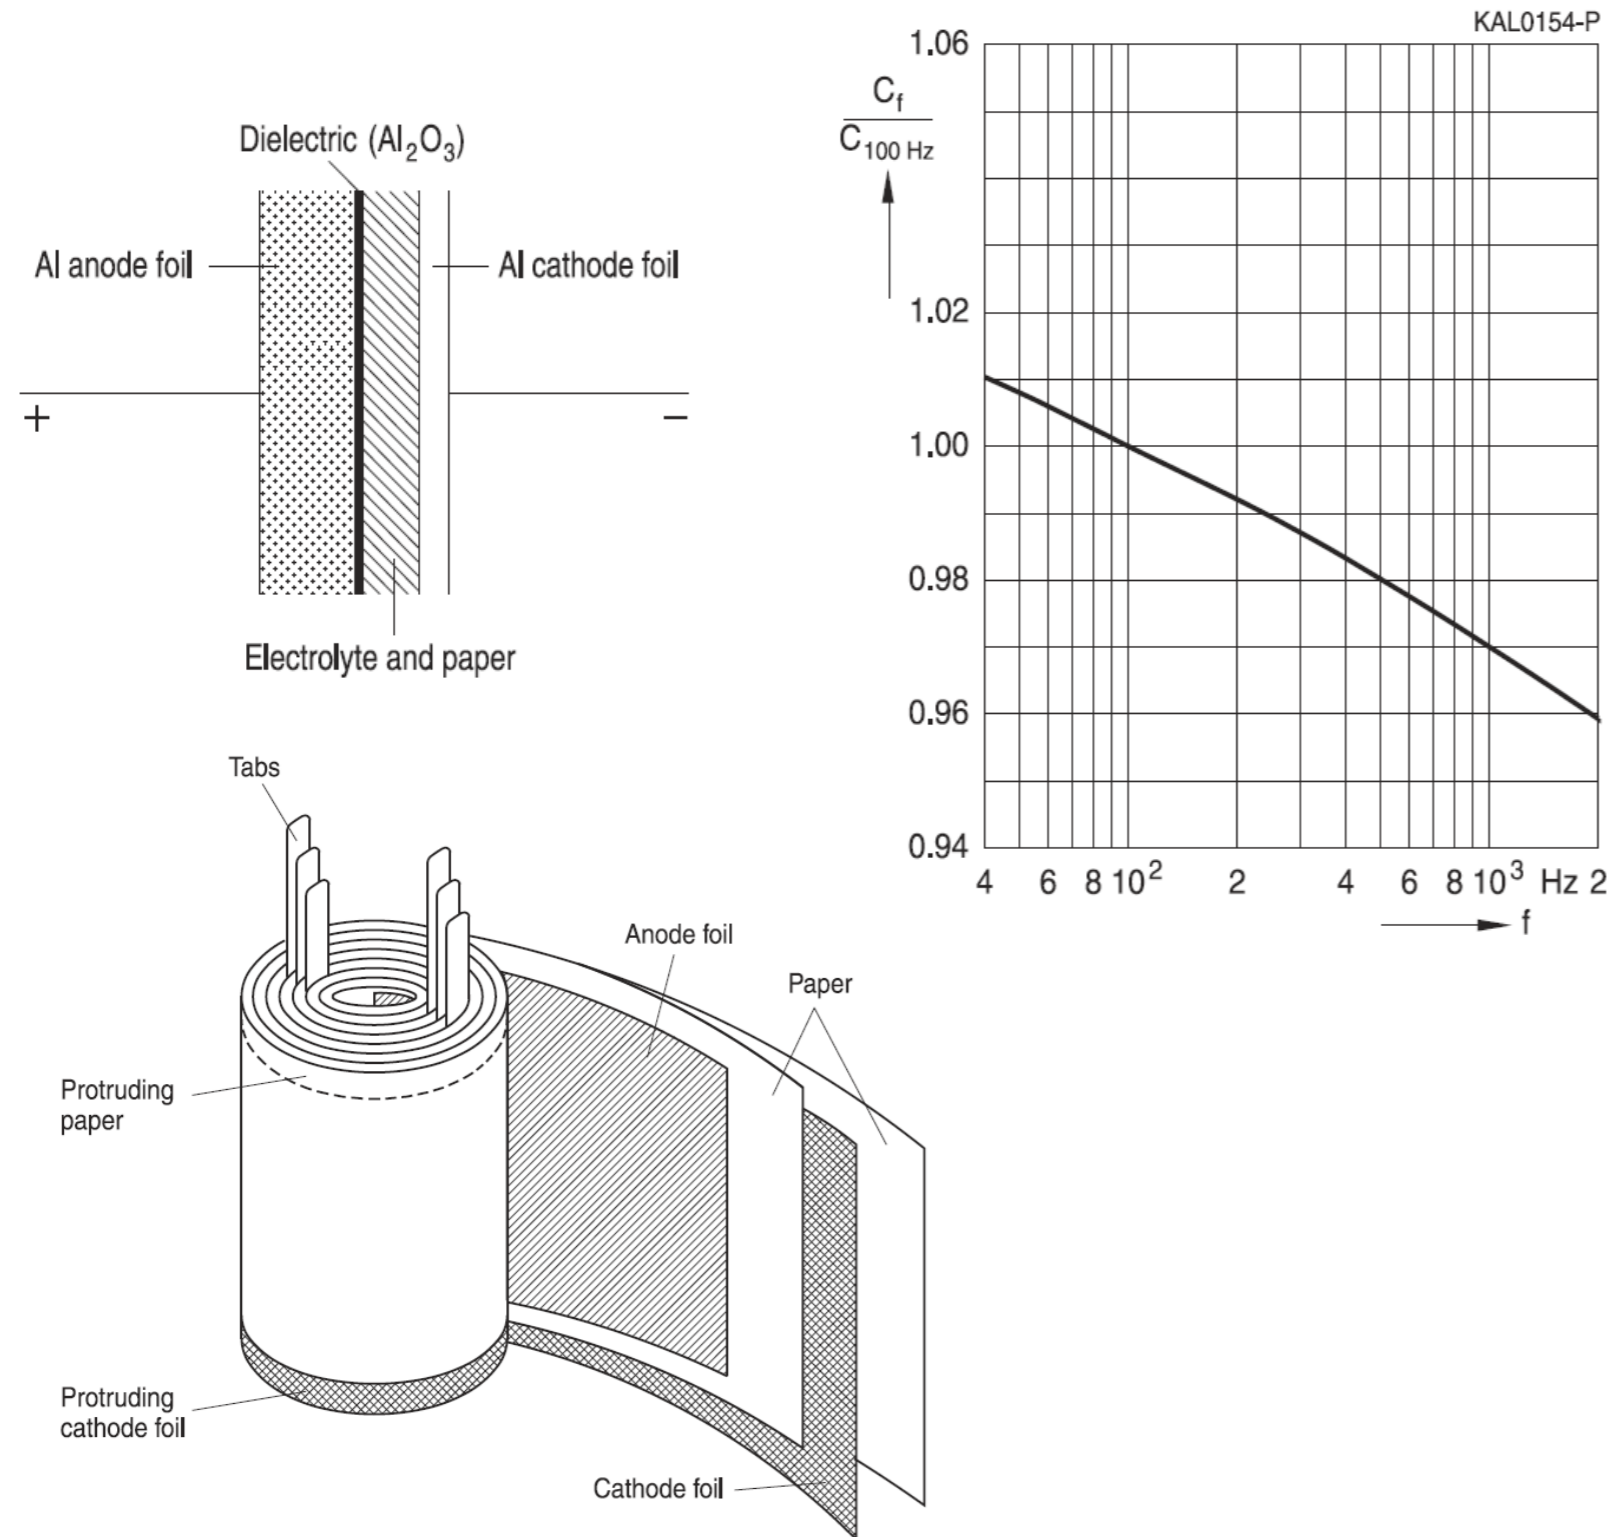 Dielectric (Al₂O₃)
Al anode foil
Al cathode foil
+
−
Electrolyte and paper
KAL0154-P
C_f
C_100 Hz
1.06
1.02
1.00
0.98
0.96
0.94
4 6 8 10² 2 4 6 8 10³ Hz 2
f
Tabs
Anode foil
Paper
Protruding
paper
Protruding
cathode foil
Cathode foil